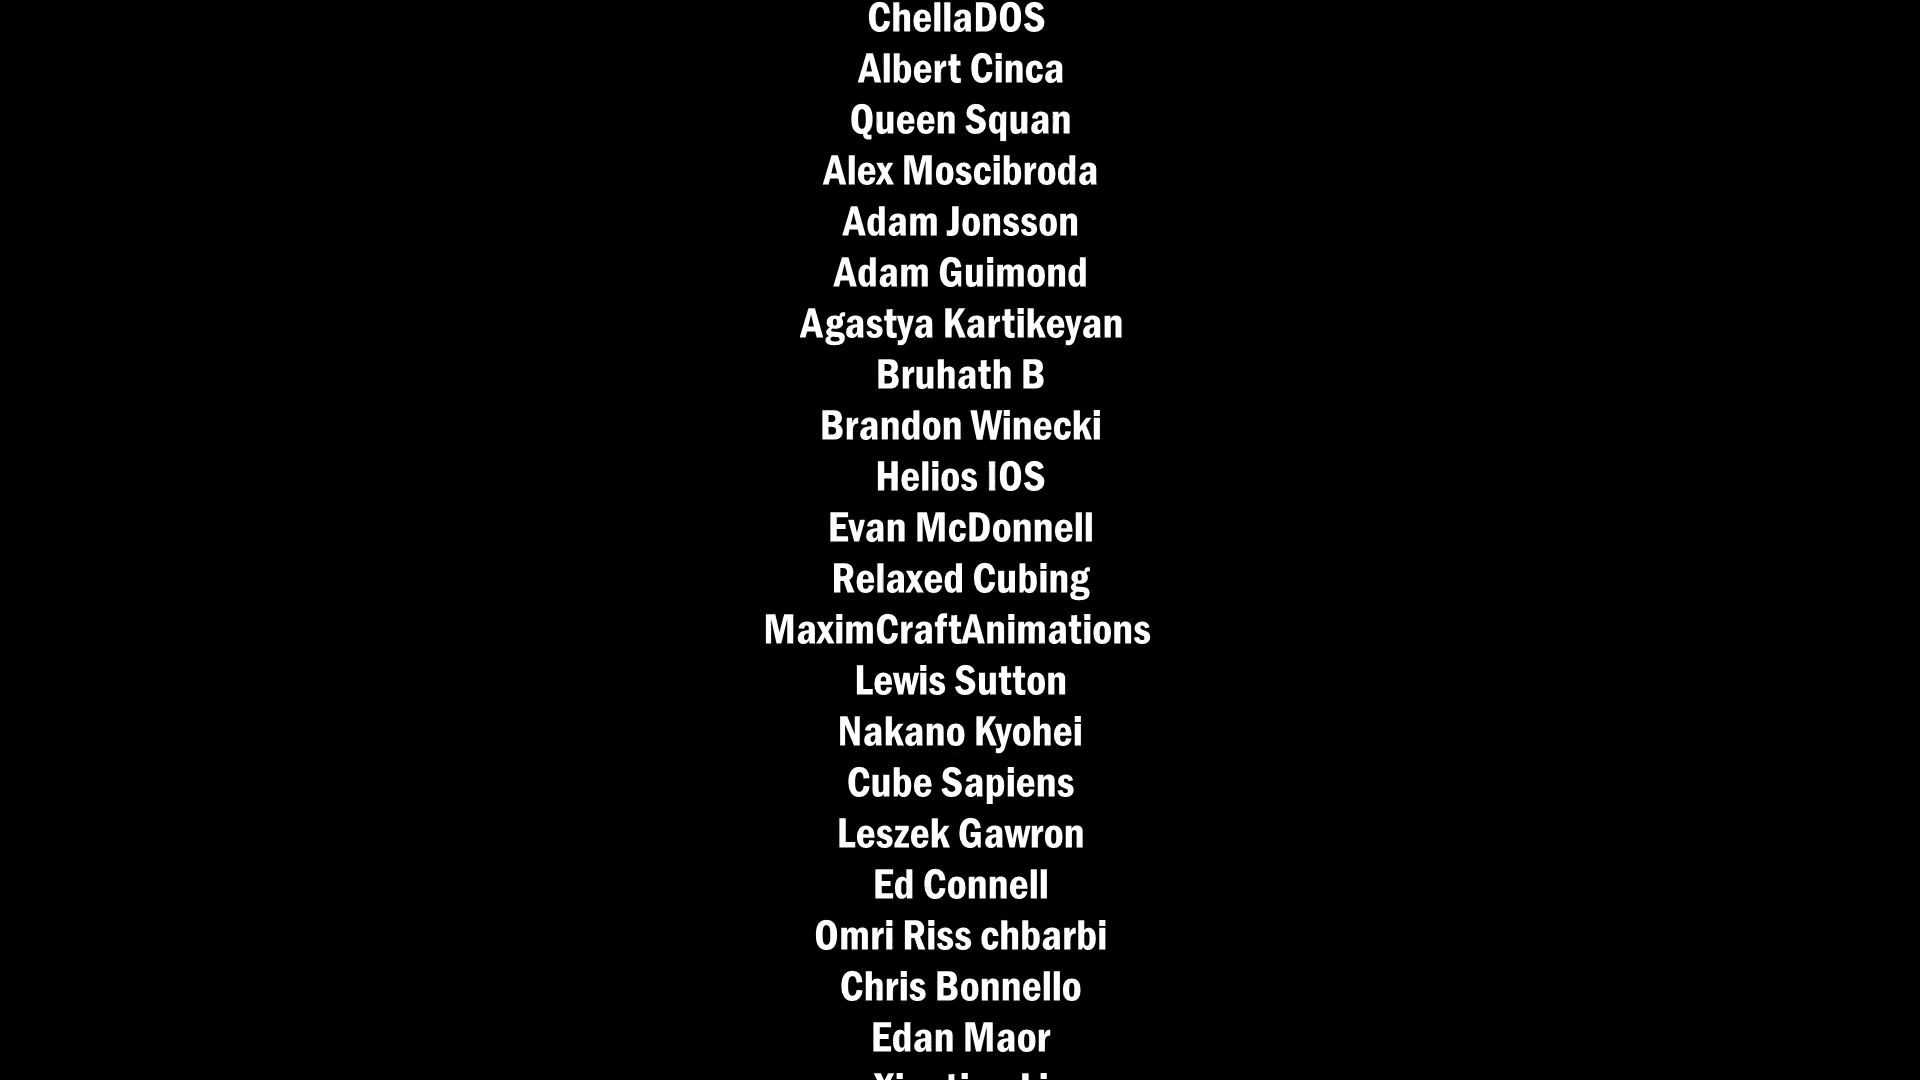 ChellaDOS
Albert Cinca
Queen Squan
Alex Moscibroda
Adam Jonsson
Adam Guimond
Agastya Kartikeyan
Bruhath B
Brandon Winecki
Helios IOS
Evan McDonnell
Relaxed Cubing
MaximCraftAnimations
Lewis Sutton
Nakano Kyohei
Cube Sapiens
Leszek Gawron
Ed Connell
Omri Riss chbarbi
Chris Bonnello
Edan Maor